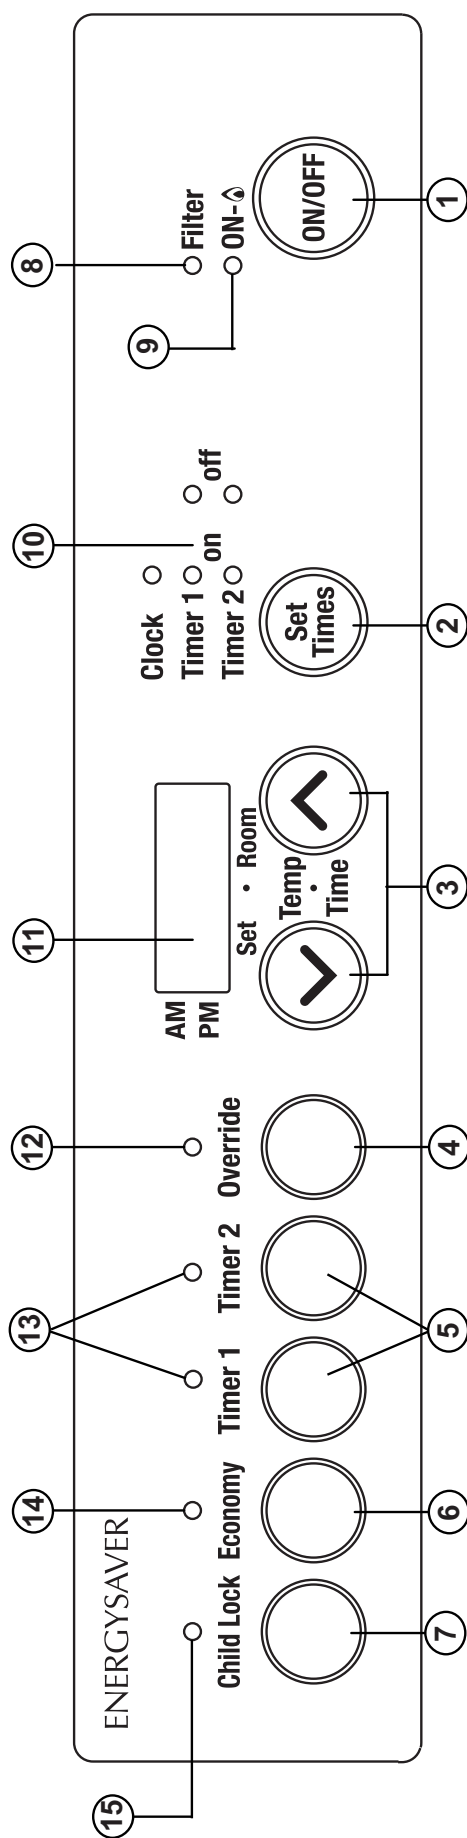 15
14
13
12
11
10
9
8
ENERGYSAVER
AM
PM
Clock
Timer 1
on
off
Timer 2
Filter
ON-
Set • Room
Child Lock
Economy
Timer 1
Timer 2
Override
Temp
•
Time
Set
Times
ON/OFF
7
6
5
4
3
2
1